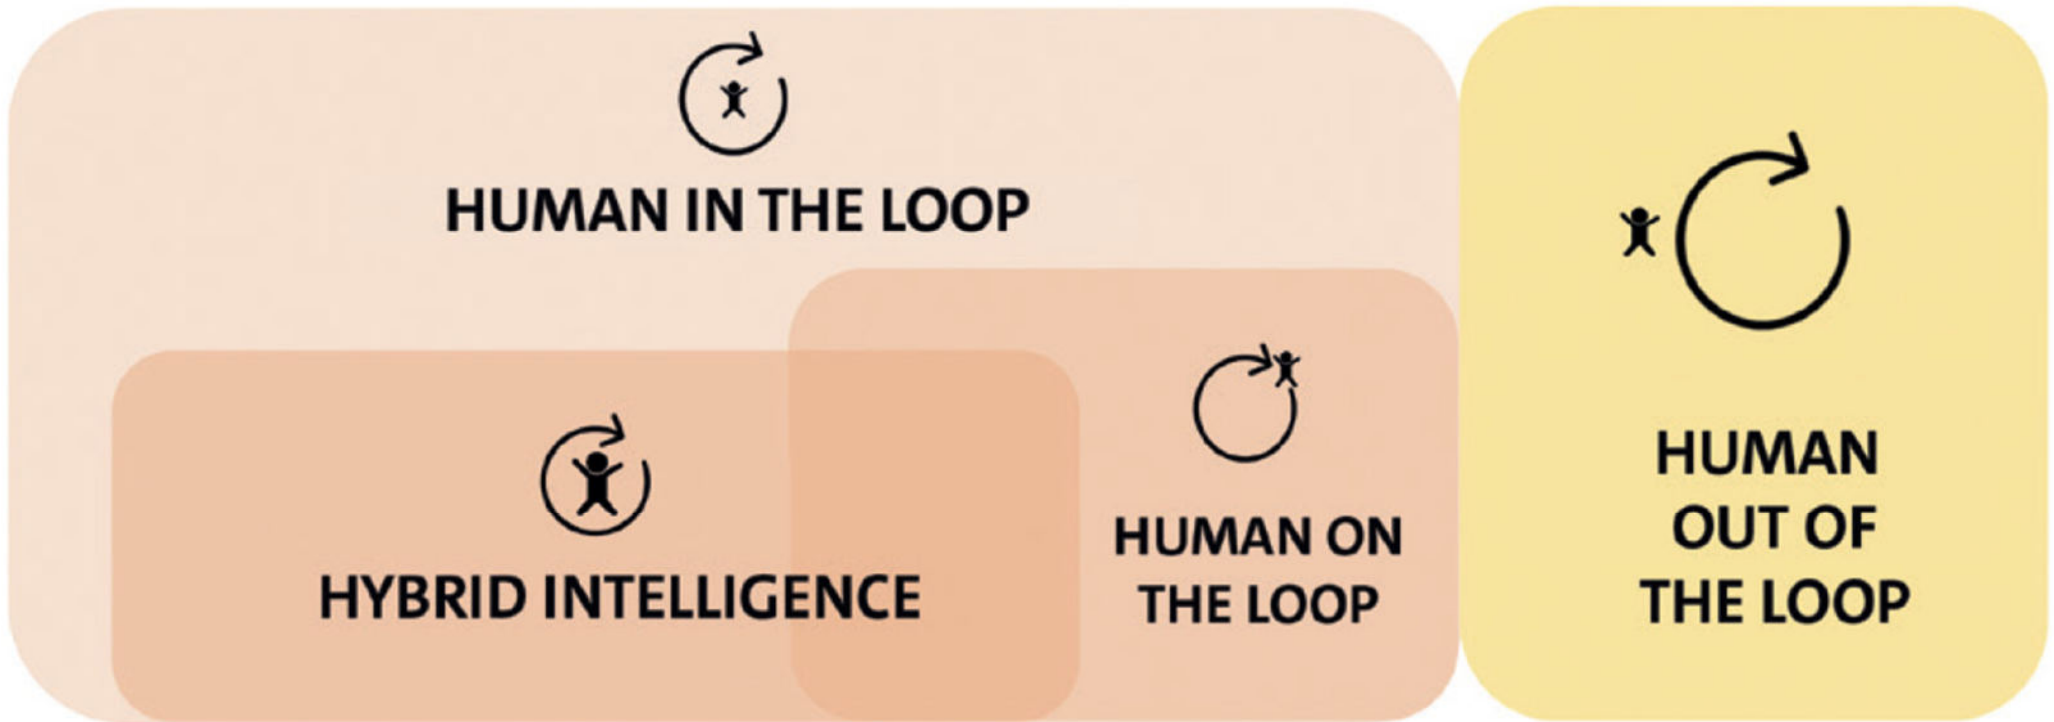 HUMAN IN THE LOOP
HYBRID INTELLIGENCE
HUMAN ON
THE LOOP
HUMAN
OUT OF
THE LOOP